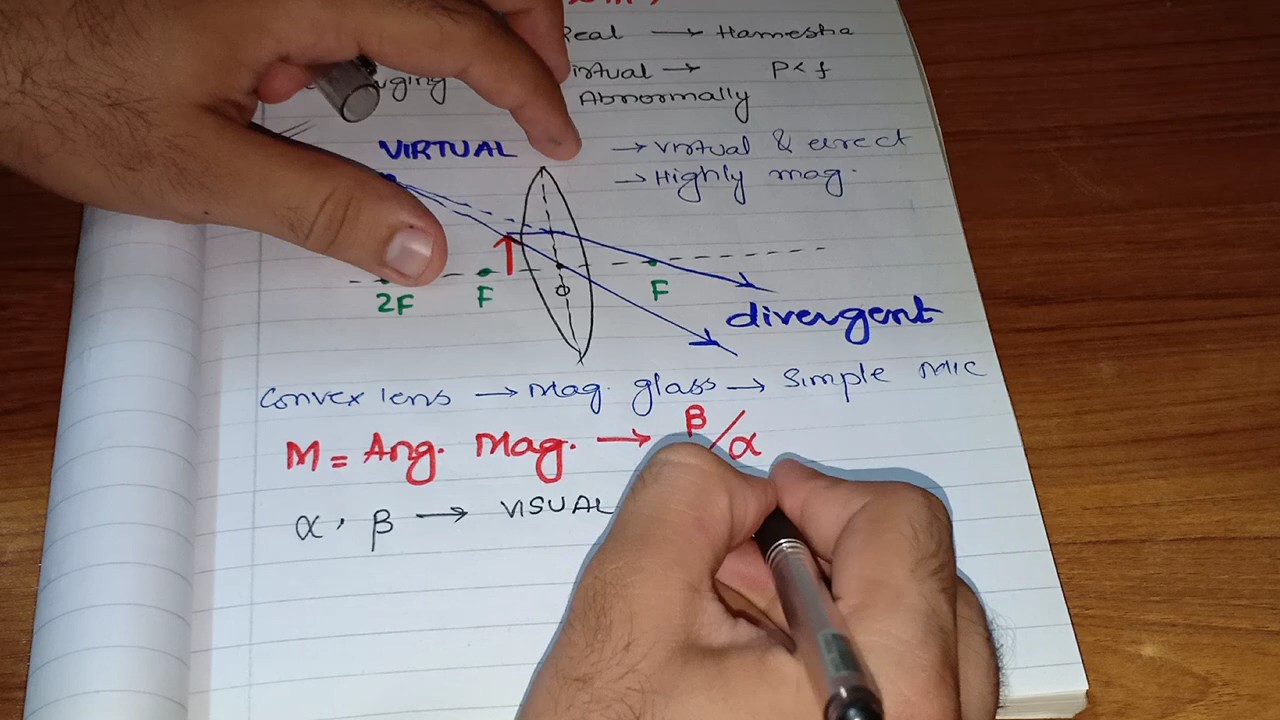 Real → Hamesha
virtual → P < f
Abnormally
VIRTUAL → virtual & erect
→ Highly mag.
2F F F
O
divergent
Convex lens → Mag. glass → Simple mic
M = Ang. Mag. → β/α
α, β → VISUAL